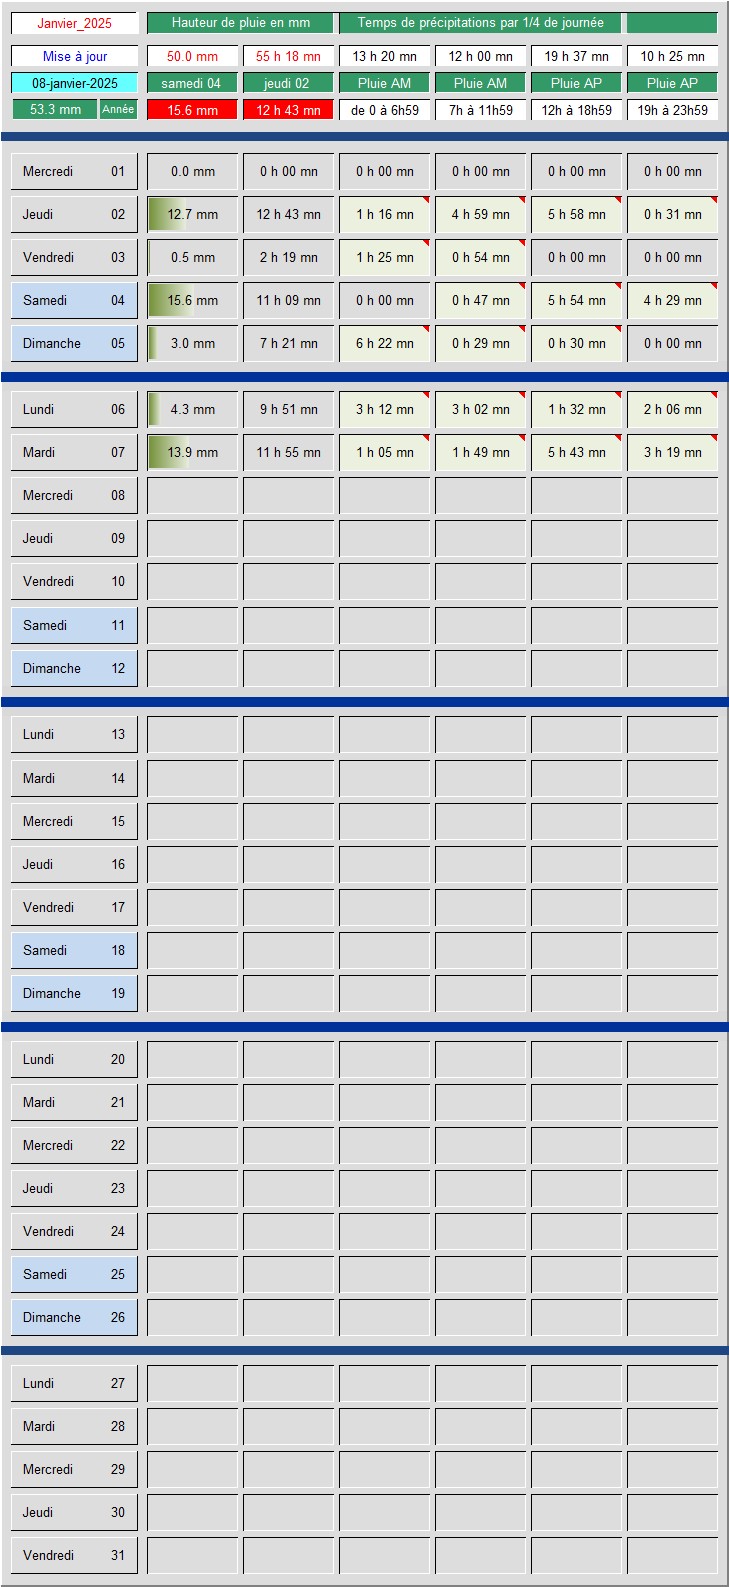 Janvier_2025 Hauteur de pluie en mm Temps de précipitations par 1/4 de journée
Mise à jour 50.0 mm 55 h 18 mn 13 h 20 mn 12 h 00 mn 19 h 37 mn 10 h 25 mn
08-janvier-2025 samedi 04 jeudi 02 Pluie AM Pluie AM Pluie AP Pluie AP
53.3 mm Année 15.6 mm 12 h 43 mn de 0 à 6h59 7h à 11h59 12h à 18h59 19h à 23h59
Mercredi 01 0.0 mm 0 h 00 mn 0 h 00 mn 0 h 00 mn 0 h 00 mn 0 h 00 mn
Jeudi 02 12.7 mm 12 h 43 mn 1 h 16 mn 4 h 59 mn 5 h 58 mn 0 h 31 mn
Vendredi 03 0.5 mm 2 h 19 mn 1 h 25 mn 0 h 54 mn 0 h 00 mn 0 h 00 mn
Samedi 04 15.6 mm 11 h 09 mn 0 h 00 mn 0 h 47 mn 5 h 54 mn 4 h 29 mn
Dimanche 05 3.0 mm 7 h 21 mn 6 h 22 mn 0 h 29 mn 0 h 30 mn 0 h 00 mn
Lundi 06 4.3 mm 9 h 51 mn 3 h 12 mn 3 h 02 mn 1 h 32 mn 2 h 06 mn
Mardi 07 13.9 mm 11 h 55 mn 1 h 05 mn 1 h 49 mn 5 h 43 mn 3 h 19 mn
Mercredi 08
Jeudi 09
Vendredi 10
Samedi 11
Dimanche 12
Lundi 13
Mardi 14
Mercredi 15
Jeudi 16
Vendredi 17
Samedi 18
Dimanche 19
Lundi 20
Mardi 21
Mercredi 22
Jeudi 23
Vendredi 24
Samedi 25
Dimanche 26
Lundi 27
Mardi 28
Mercredi 29
Jeudi 30
Vendredi 31